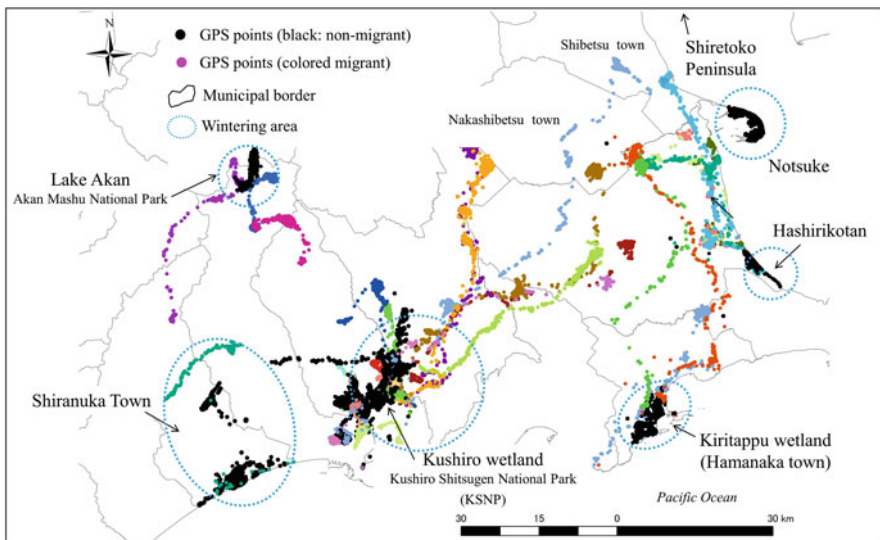 N
GPS points (black: non-migrant)
GPS points (colored migrant)
Municipal border
Wintering area
Shibetsu town
Shiretoko
Peninsula
Nakashibetsu town
Notsuke
Lake Akan
Akan Mashu National Park
Hashirikotan
Shiranuka Town
Kiritappu wetland
(Hamanaka town)
Kushiro wetland
Kushiro Shitsugen National Park
(KSNP)
Pacific Ocean
30 15 0 30 km